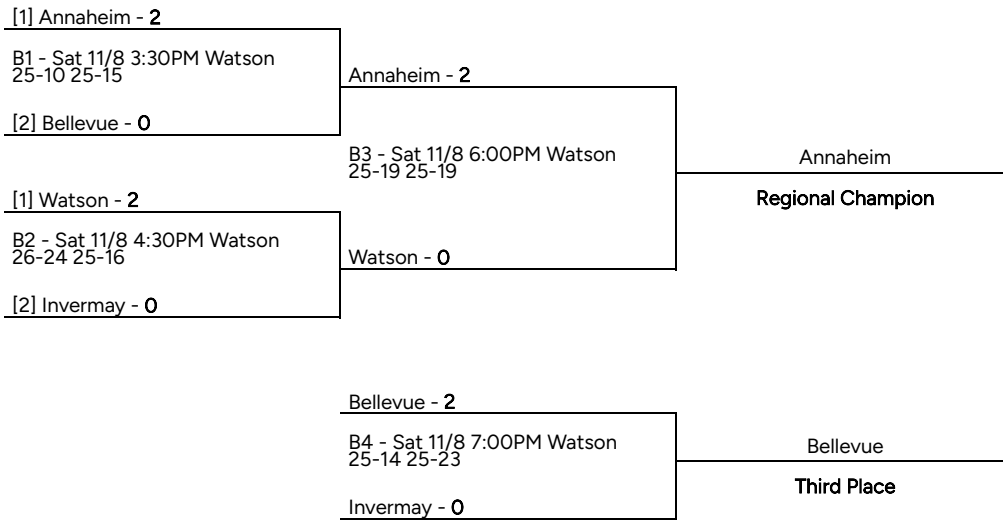 [1] Annaheim - 2
B1 - Sat 11/8 3:30PM Watson
25-10 25-15
[2] Bellevue - 0
[1] Watson - 2
B2 - Sat 11/8 4:30PM Watson
26-24 25-16
[2] Invermay - 0
Annaheim - 2
B3 - Sat 11/8 6:00PM Watson
25-19 25-19
Watson - 0
Annaheim
Regional Champion
Bellevue - 2
B4 - Sat 11/8 7:00PM Watson
25-14 25-23
Invermay - 0
Bellevue
Third Place